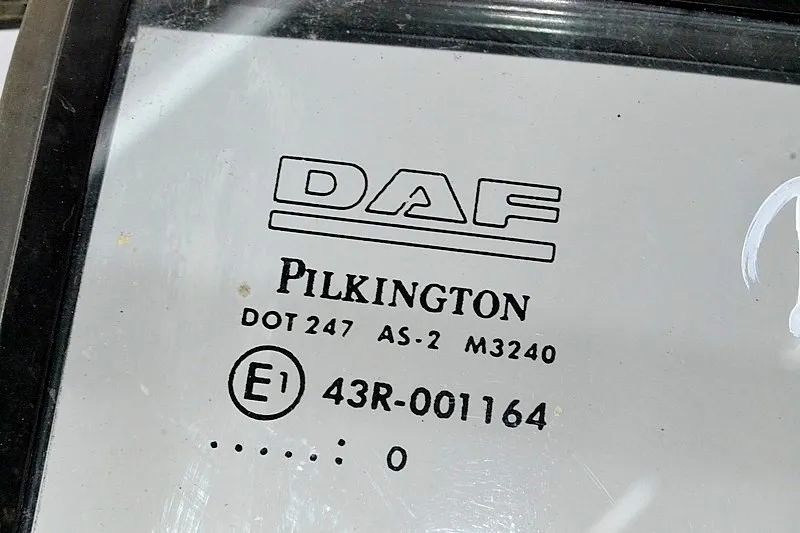 DAF
PILKINGTON
DOT 247 AS-2 M3240
E1 43R-001164
.....: 0